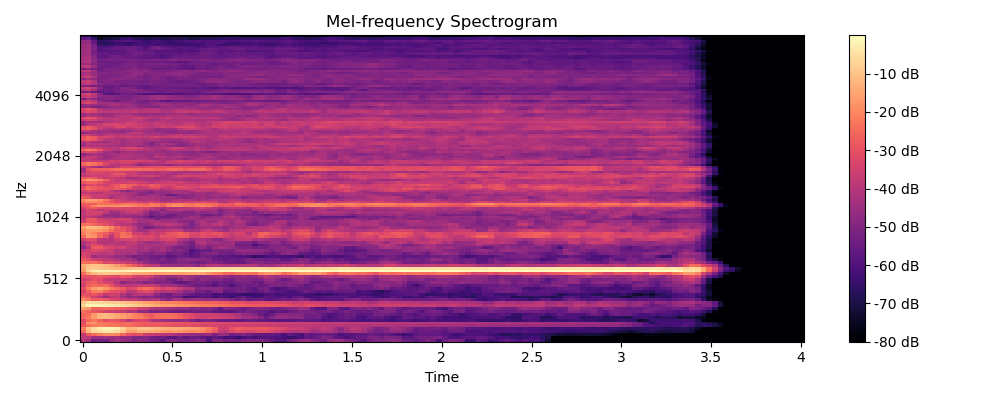 Mel-frequency Spectrogram
Hz
4096
2048
1024
512
0
0 0.5 1 1.5 2 2.5 3 3.5 4
Time
-10 dB
-20 dB
-30 dB
-40 dB
-50 dB
-60 dB
-70 dB
-80 dB